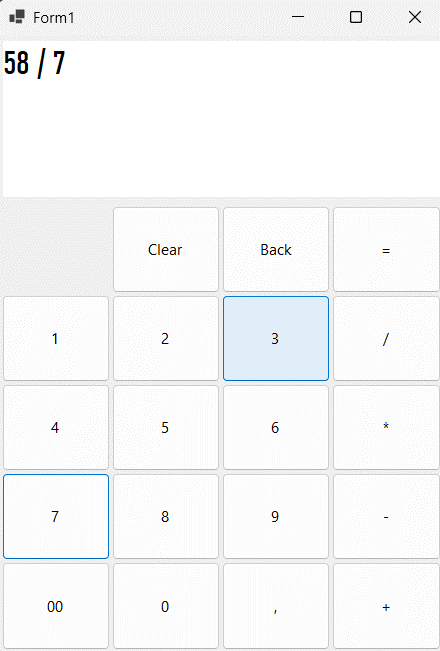 Form1
58 / 7
Clear Back =
1 2 3 /
4 5 6 *
7 8 9 -
00 0 , +